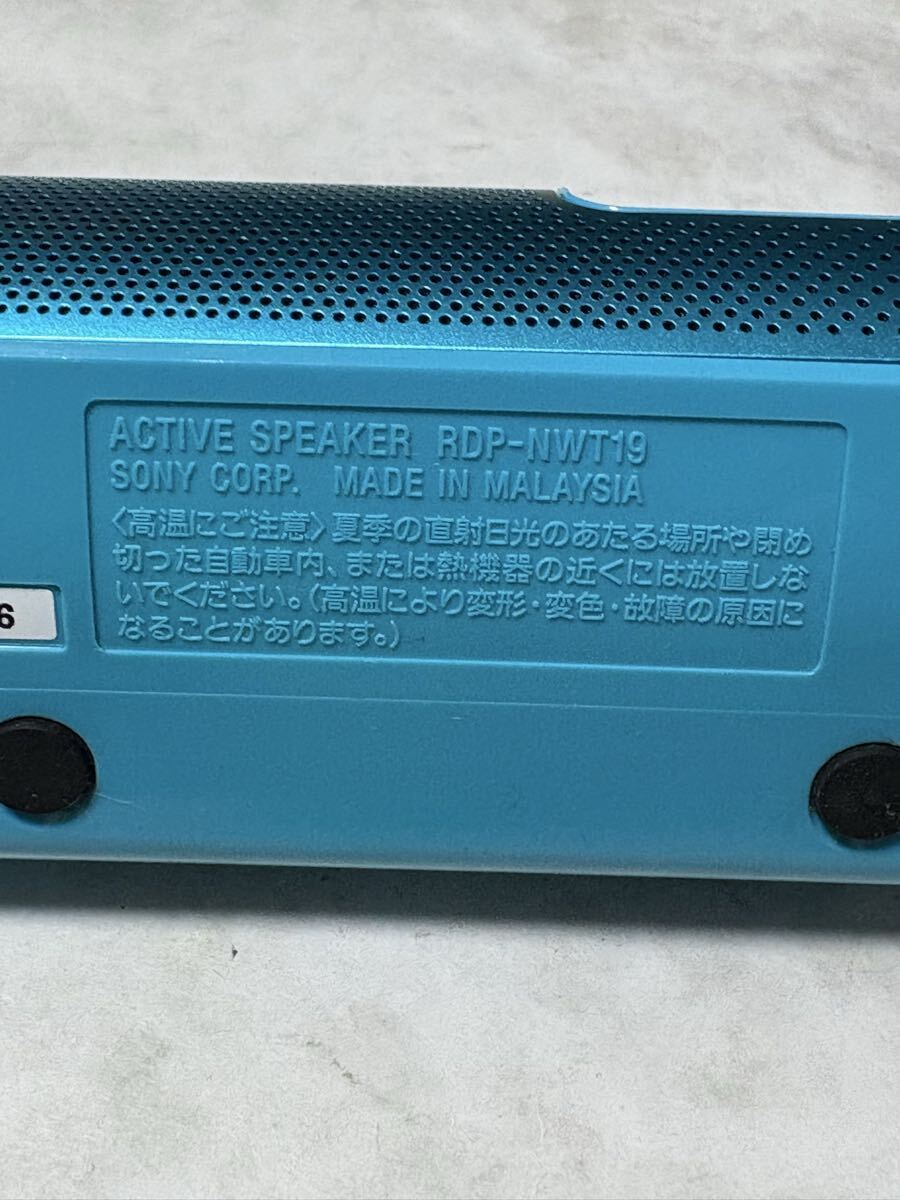 ACTIVE SPEAKER RDP-NWT19
SONY CORP. MADE IN MALAYSIA
〈高温にご注意〉夏季の直射日光のあたる場所や閉め
切った自動車内、または熱機器の近くには放置しな
いでください。(高温により変形・変色・故障の原因に
なることがあります。)
6